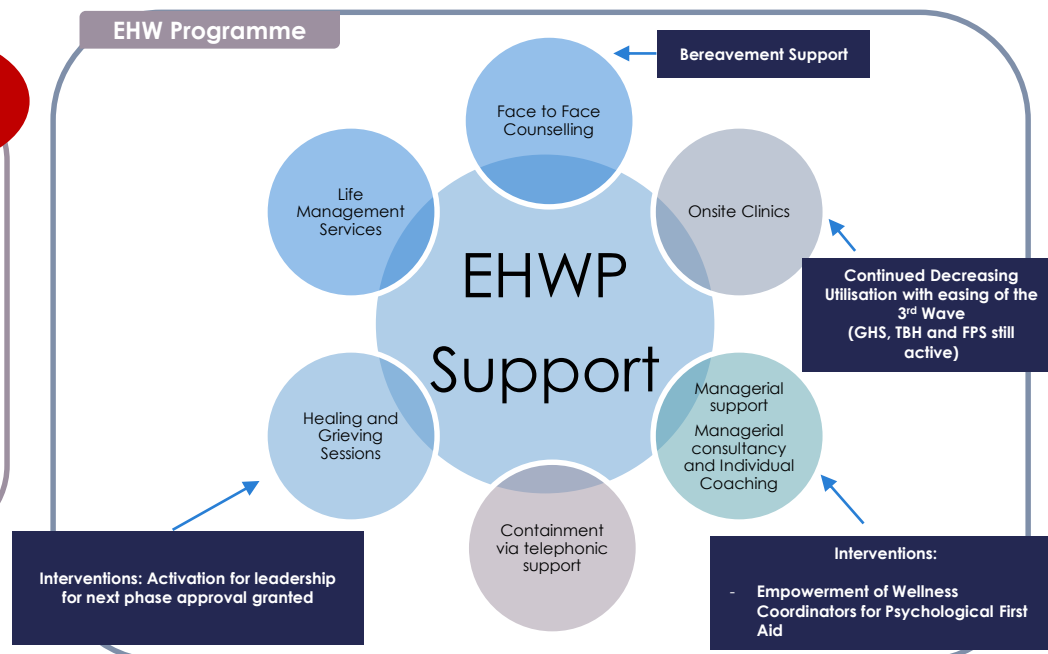 EHW Programme
Bereavement Support
Face to Face
Counselling
Life
Management
Services
Onsite Clinics
EHWP
Support
Continued Decreasing
Utilisation with easing of the
3rd Wave
(GHS, TBH and FPS still
active)
Healing and
Grieving
Sessions
Managerial
support
Managerial
consultancy
and Individual
Coaching
Containment
via telephonic
support
Interventions: Activation for leadership
for next phase approval granted
Interventions:
- Empowerment of Wellness
Coordinators for Psychological First
Aid